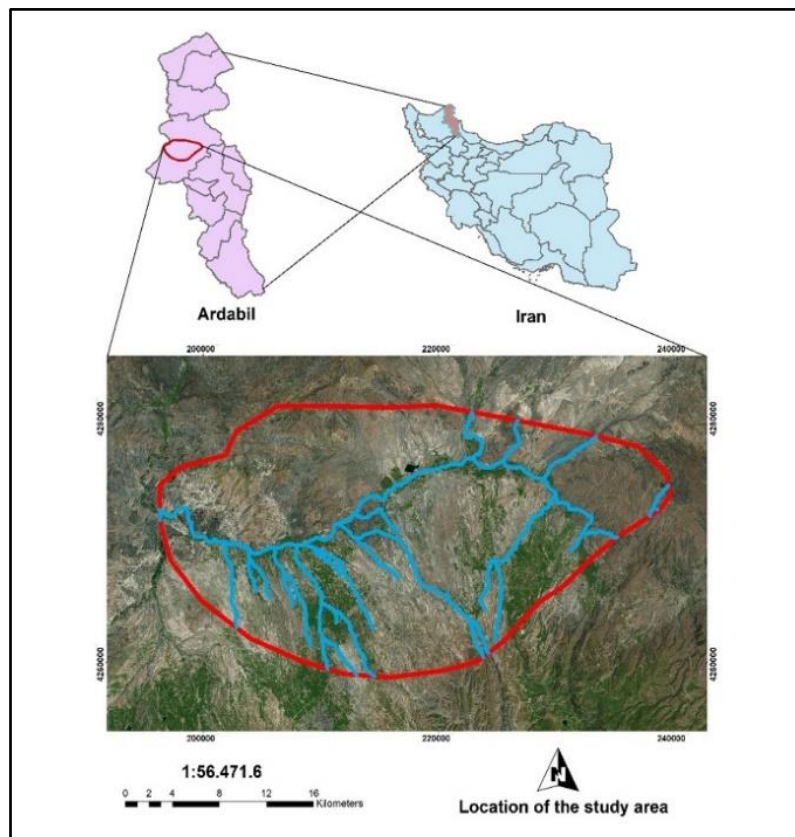 Ardabil
Iran
200000 220000 240000
4280000 4280000
4260000 4260000
200000 220000 240000
1:56.471.6
0 2 4 8 12 16
Kilometers
N
Location of the study area